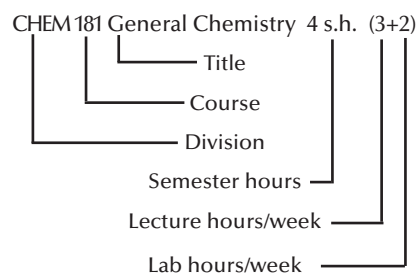 CHEM 181 General Chemistry 4 s.h. (3+2)
Title
Course
Division
Semester hours
Lecture hours/week
Lab hours/week